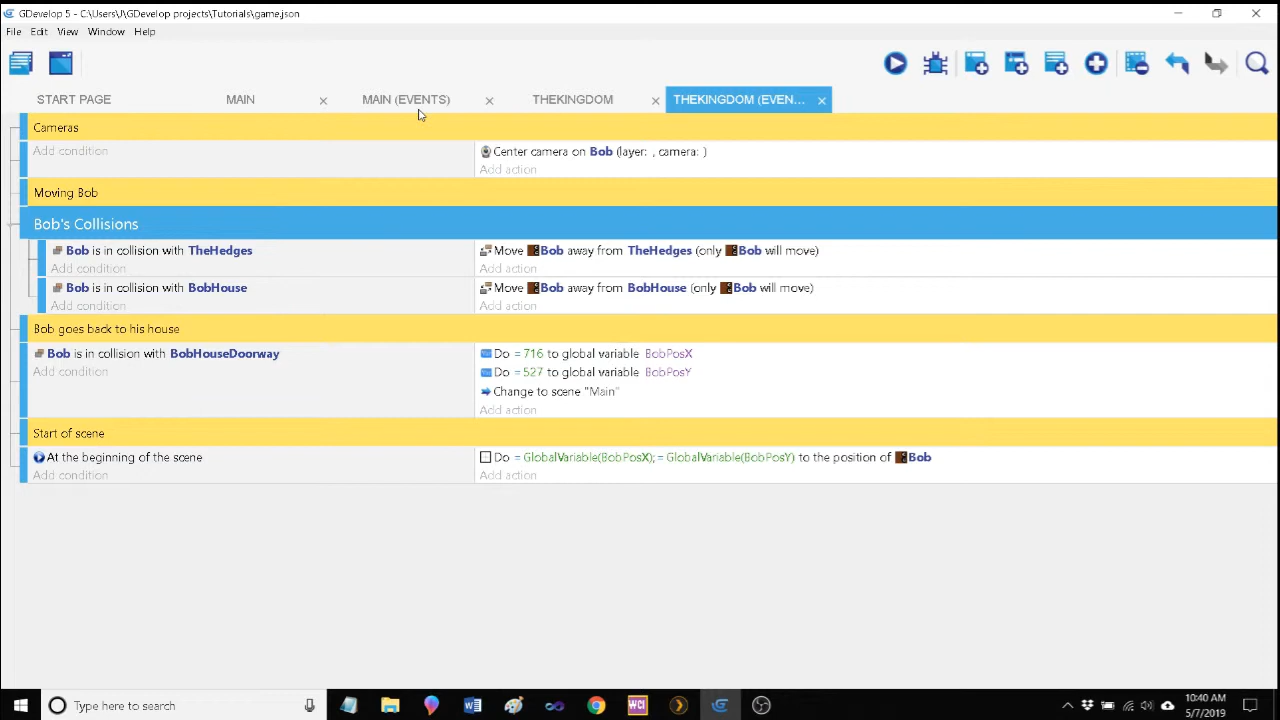 GDevelop 5 - C:\Users\J\GDevelop projects\Tutorials\game.json
File Edit View Window Help
START PAGE MAIN MAIN (EVENTS) THEKINGDOM THEKINGDOM (EVEN...
Cameras
Add condition
Center camera on Bob (layer: , camera: )
Add action
Moving Bob
Bob's Collisions
Bob is in collision with TheHedges
Add condition
Move Bob away from TheHedges (only Bob will move)
Add action
Bob is in collision with BobHouse
Add condition
Move Bob away from BobHouse (only Bob will move)
Add action
Bob goes back to his house
Bob is in collision with BobHouseDoorway
Add condition
Do = 716 to global variable BobPosX
Do = 527 to global variable BobPosY
Change to scene "Main"
Add action
Start of scene
At the beginning of the scene
Add condition
Do = GlobalVariable(BobPosX); = GlobalVariable(BobPosY) to the position of Bob
Add action
Type here to search
WCI
10:40 AM
5/7/2019